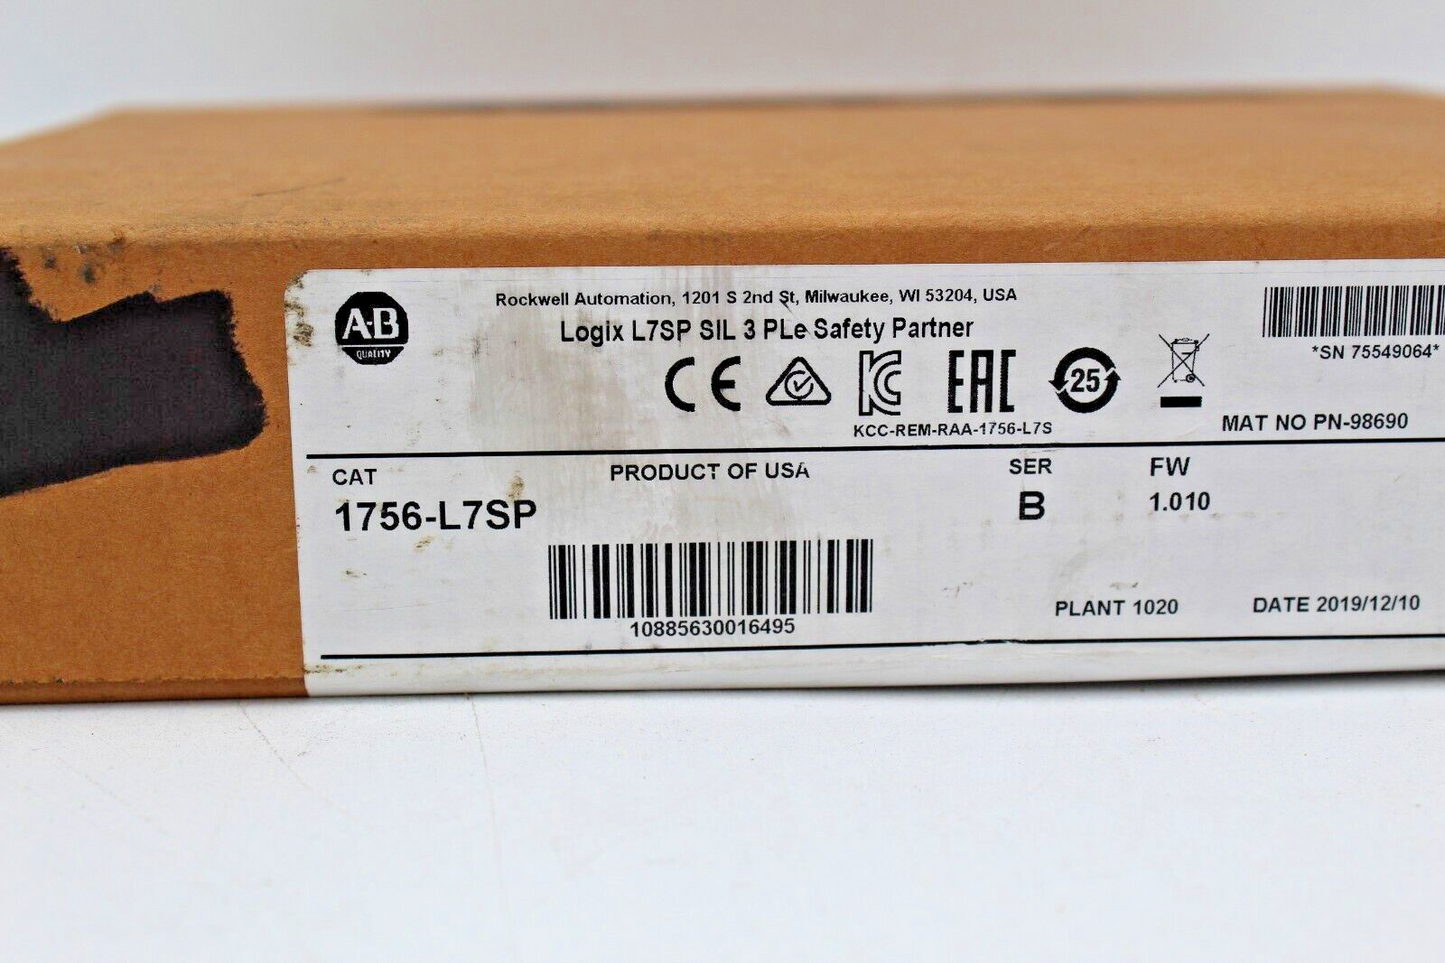 A-B
QUALITY
Rockwell Automation, 1201 S 2nd St, Milwaukee, WI 53204, USA
Logix L7SP SIL 3 PLe Safety Partner
CE
KC
EAC
25
*SN 75549064*
KCC-REM-RAA-1756-L7S
MAT NO PN-98690
CAT
PRODUCT OF USA
SER
FW
1756-L7SP
B
1.010
10885630016495
PLANT 1020
DATE 2019/12/10